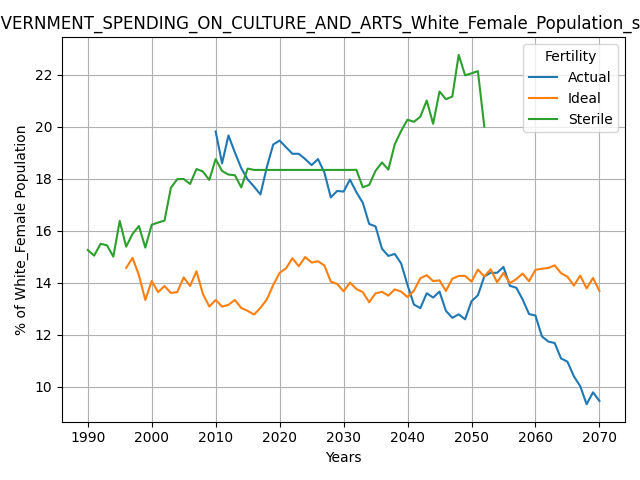 VERNMENT_SPENDING_ON_CULTURE_AND_ARTS_White_Female_Population_s
Fertility
Actual
Ideal
Sterile
% of White_Female Population
22
20
18
16
14
12
10
1990 2000 2010 2020 2030 2040 2050 2060 2070
Years